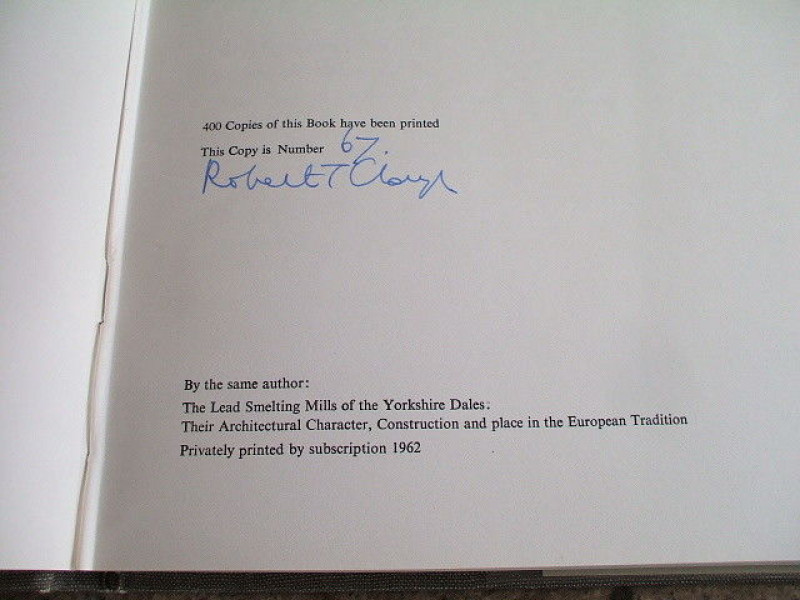 400 Copies of this Book have been printed
This Copy is Number 67.
Robert T Clough
By the same author:
The Lead Smelting Mills of the Yorkshire Dales:
Their Architectural Character, Construction and place in the European Tradition
Privately printed by subscription 1962